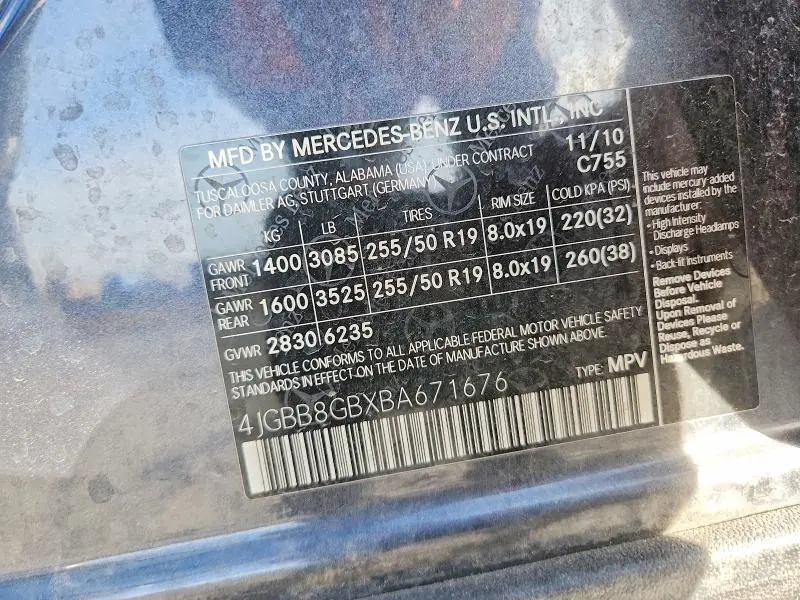 MFD BY MERCEDES-BENZ U.S. INTL., INC
TUSCALOOSA COUNTY, ALABAMA (USA) UNDER CONTRACT
FOR DAIMLER AG, STUTTGART (GERMANY)
11/10
C755
KG LB TIRES RIM SIZE COLD KPA (PSI)
GAWR FRONT 1400 3085 255/50 R19 8.0x19 220(32)
GAWR REAR 1600 3525 255/50 R19 8.0x19 260(38)
GVWR 2830 6235
THIS VEHICLE CONFORMS TO ALL APPLICABLE FEDERAL MOTOR VEHICLE SAFETY
STANDARDS IN EFFECT ON THE DATE OF MANUFACTURE SHOWN ABOVE.
4JGBB8GBXBA671676
TYPE: MPV
This vehicle may
include mercury-added
devices installed by the
manufacturer:
• High Intensity
Discharge Headlamps
• Displays
• Back-lit Instruments
Remove Devices
Before Vehicle
Disposal.
Upon Removal of
Devices Please
Reuse, Recycle or
Dispose as
Hazardous Waste.